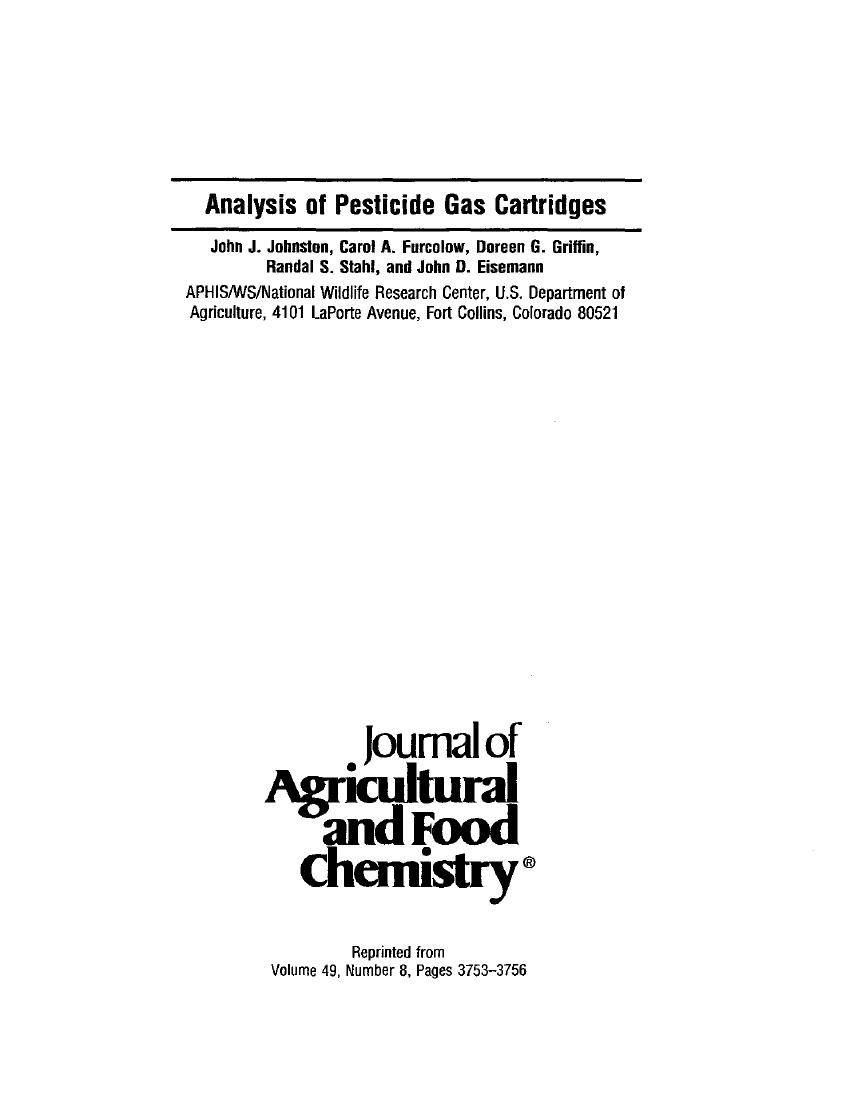 Analysis of Pesticide Gas Cartridges
John J. Johnston, Carol A. Furcolow, Doreen G. Griffin,
Randal S. Stahl, and John D. Eisemann
APHIS/WS/National Wildlife Research Center, U.S. Department of
Agriculture, 4101 LaPorte Avenue, Fort Collins, Colorado 80521
Journal of
Agricultural
and Food
Chemistry®
Reprinted from
Volume 49, Number 8, Pages 3753–3756